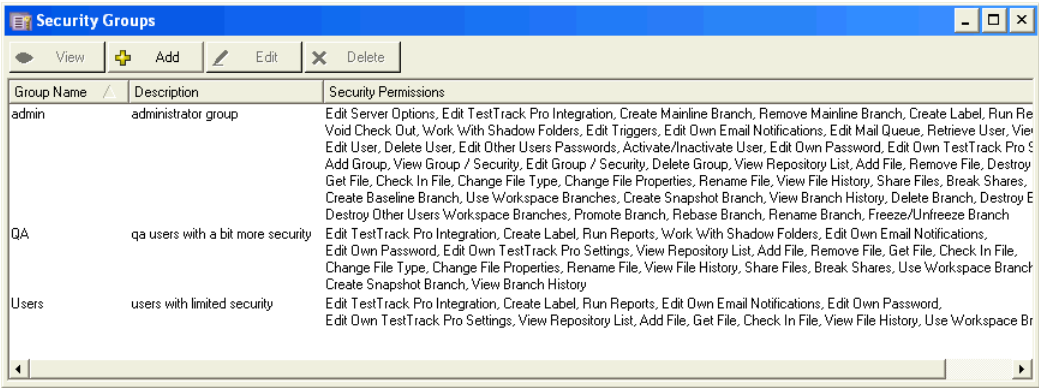 Security Groups
View Add Edit Delete
Group Name Description Security Permissions
admin administrator group Edit Server Options, Edit TestTrack Pro Integration, Create Mainline Branch, Remove Mainline Branch, Create Label, Run Re
Void Check Out, Work With Shadow Folders, Edit Triggers, Edit Own Email Notifications, Edit Mail Queue, Retrieve User, Vie
Edit User, Delete User, Edit Other Users Passwords, Activate/Inactivate User, Edit Own Password, Edit Own TestTrack Pro S
Add Group, View Group / Security, Edit Group / Security, Delete Group, View Repository List, Add File, Remove File, Destroy
Get File, Check In File, Change File Type, Change File Properties, Rename File, View File History, Share Files, Break Shares,
Create Baseline Branch, Use Workspace Branches, Create Snapshot Branch, View Branch History, Delete Branch, Destroy B
Destroy Other Users Workspace Branches, Promote Branch, Rebase Branch, Rename Branch, Freeze/Unfreeze Branch
QA qa users with a bit more security Edit TestTrack Pro Integration, Create Label, Run Reports, Work With Shadow Folders, Edit Own Email Notifications,
Edit Own Password, Edit Own TestTrack Pro Settings, View Repository List, Add File, Remove File, Get File, Check In File,
Change File Type, Change File Properties, Rename File, View File History, Share Files, Break Shares, Use Workspace Branch
Create Snapshot Branch, View Branch History
Users users with limited security Edit TestTrack Pro Integration, Create Label, Run Reports, Edit Own Email Notifications, Edit Own Password,
Edit Own TestTrack Pro Settings, View Repository List, Add File, Get File, Check In File, View File History, Use Workspace Br